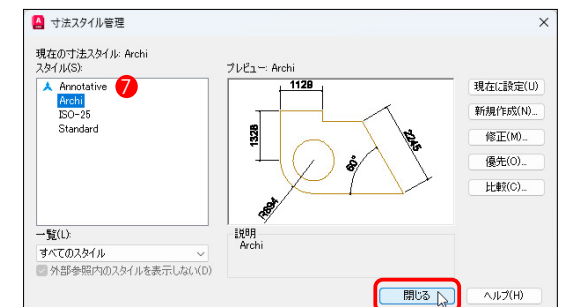 寸法スタイル管理
現在の寸法スタイル: Archi
スタイル(S):
Annotative
7
Archi
ISO-25
Standard
プレビュー: Archi
1129
1328
2245
60°
R894
現在に設定(U)
新規作成(N)...
修正(M)...
優先(O)...
比較(C)...
一覧(L):
すべてのスタイル
外部参照内のスタイルを表示しない(D)
説明
Archi
閉じる
ヘルプ(H)